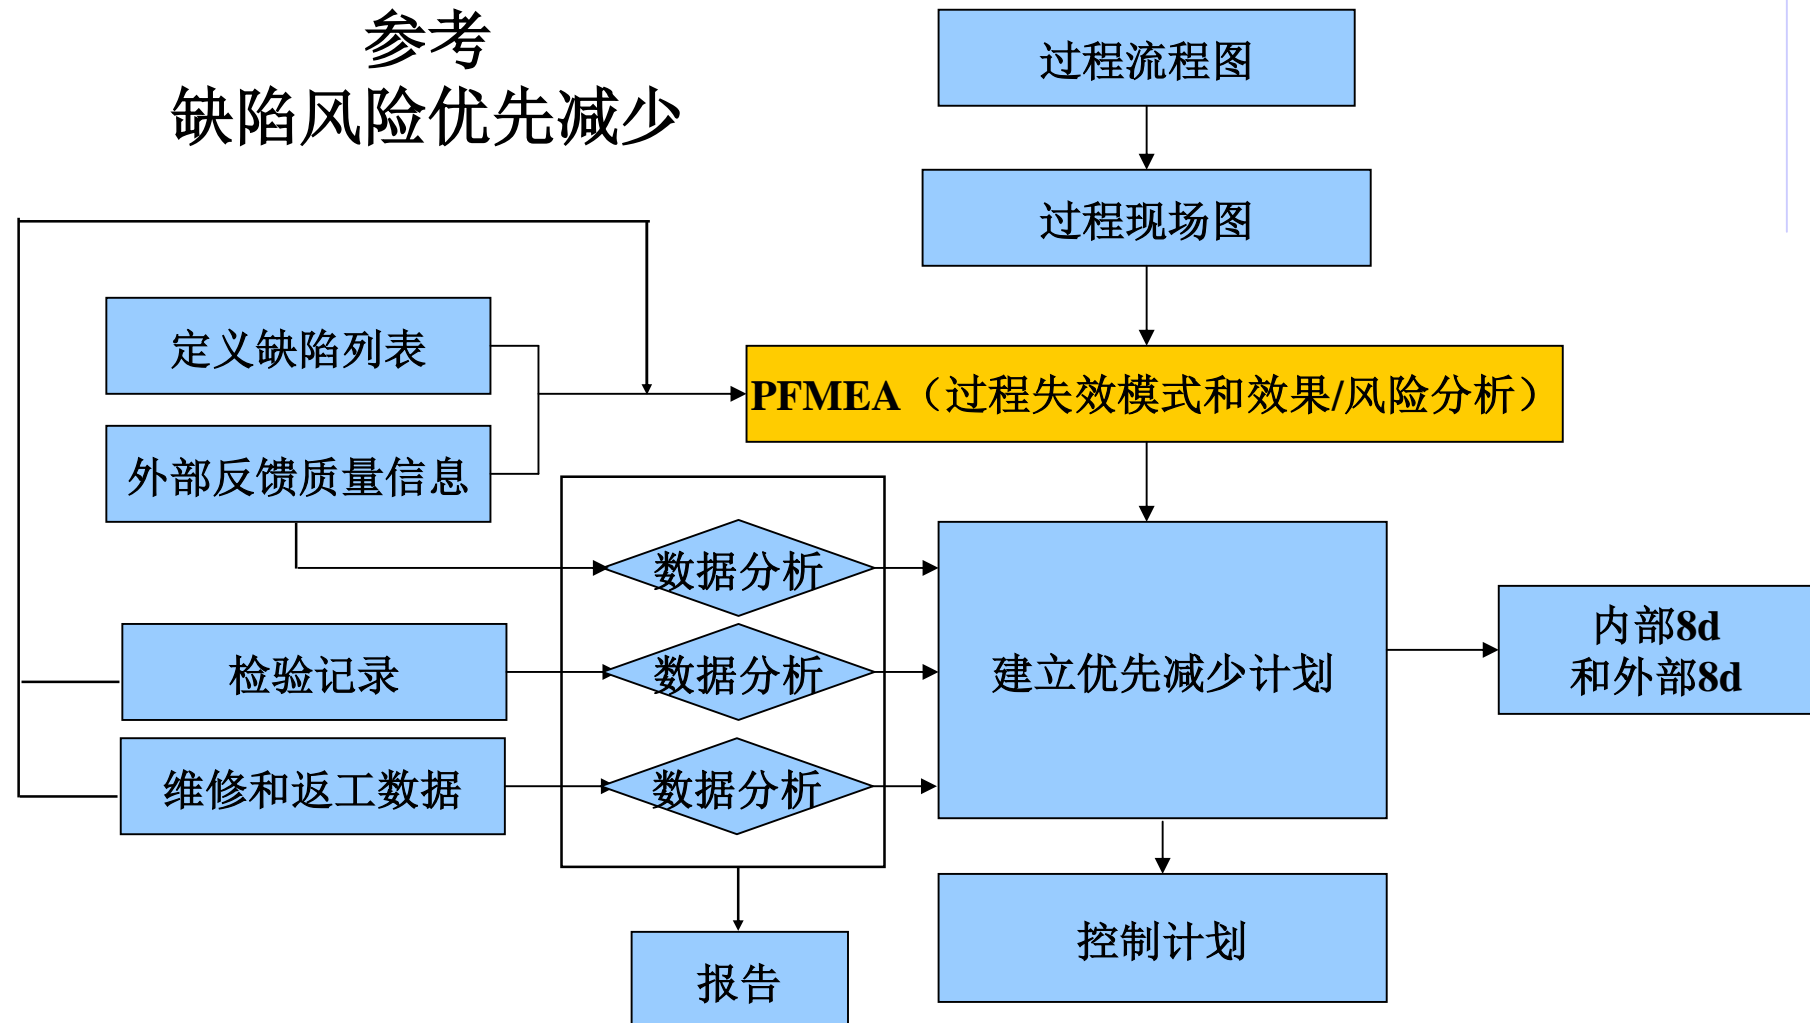 参考
缺陷风险优先减少
过程流程图
过程现场图
定义缺陷列表
PFMEA（过程失效模式和效果/风险分析）
外部反馈质量信息
数据分析
检验记录
数据分析
建立优先减少计划
内部8d
和外部8d
维修和返工数据
数据分析
控制计划
报告